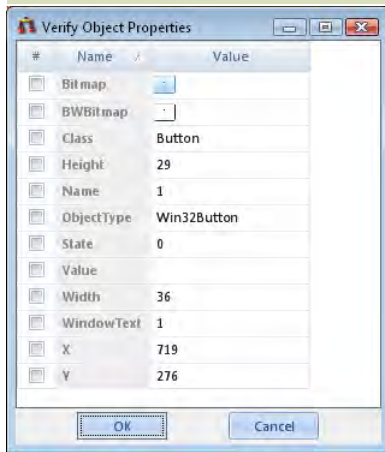 Verify Object Properties
# Name Value
Bitmap
BWBitmap
Class Button
Height 29
Name 1
ObjectType Win32Button
State 0
Value
Width 36
WindowText 1
X 719
Y 276
OK Cancel